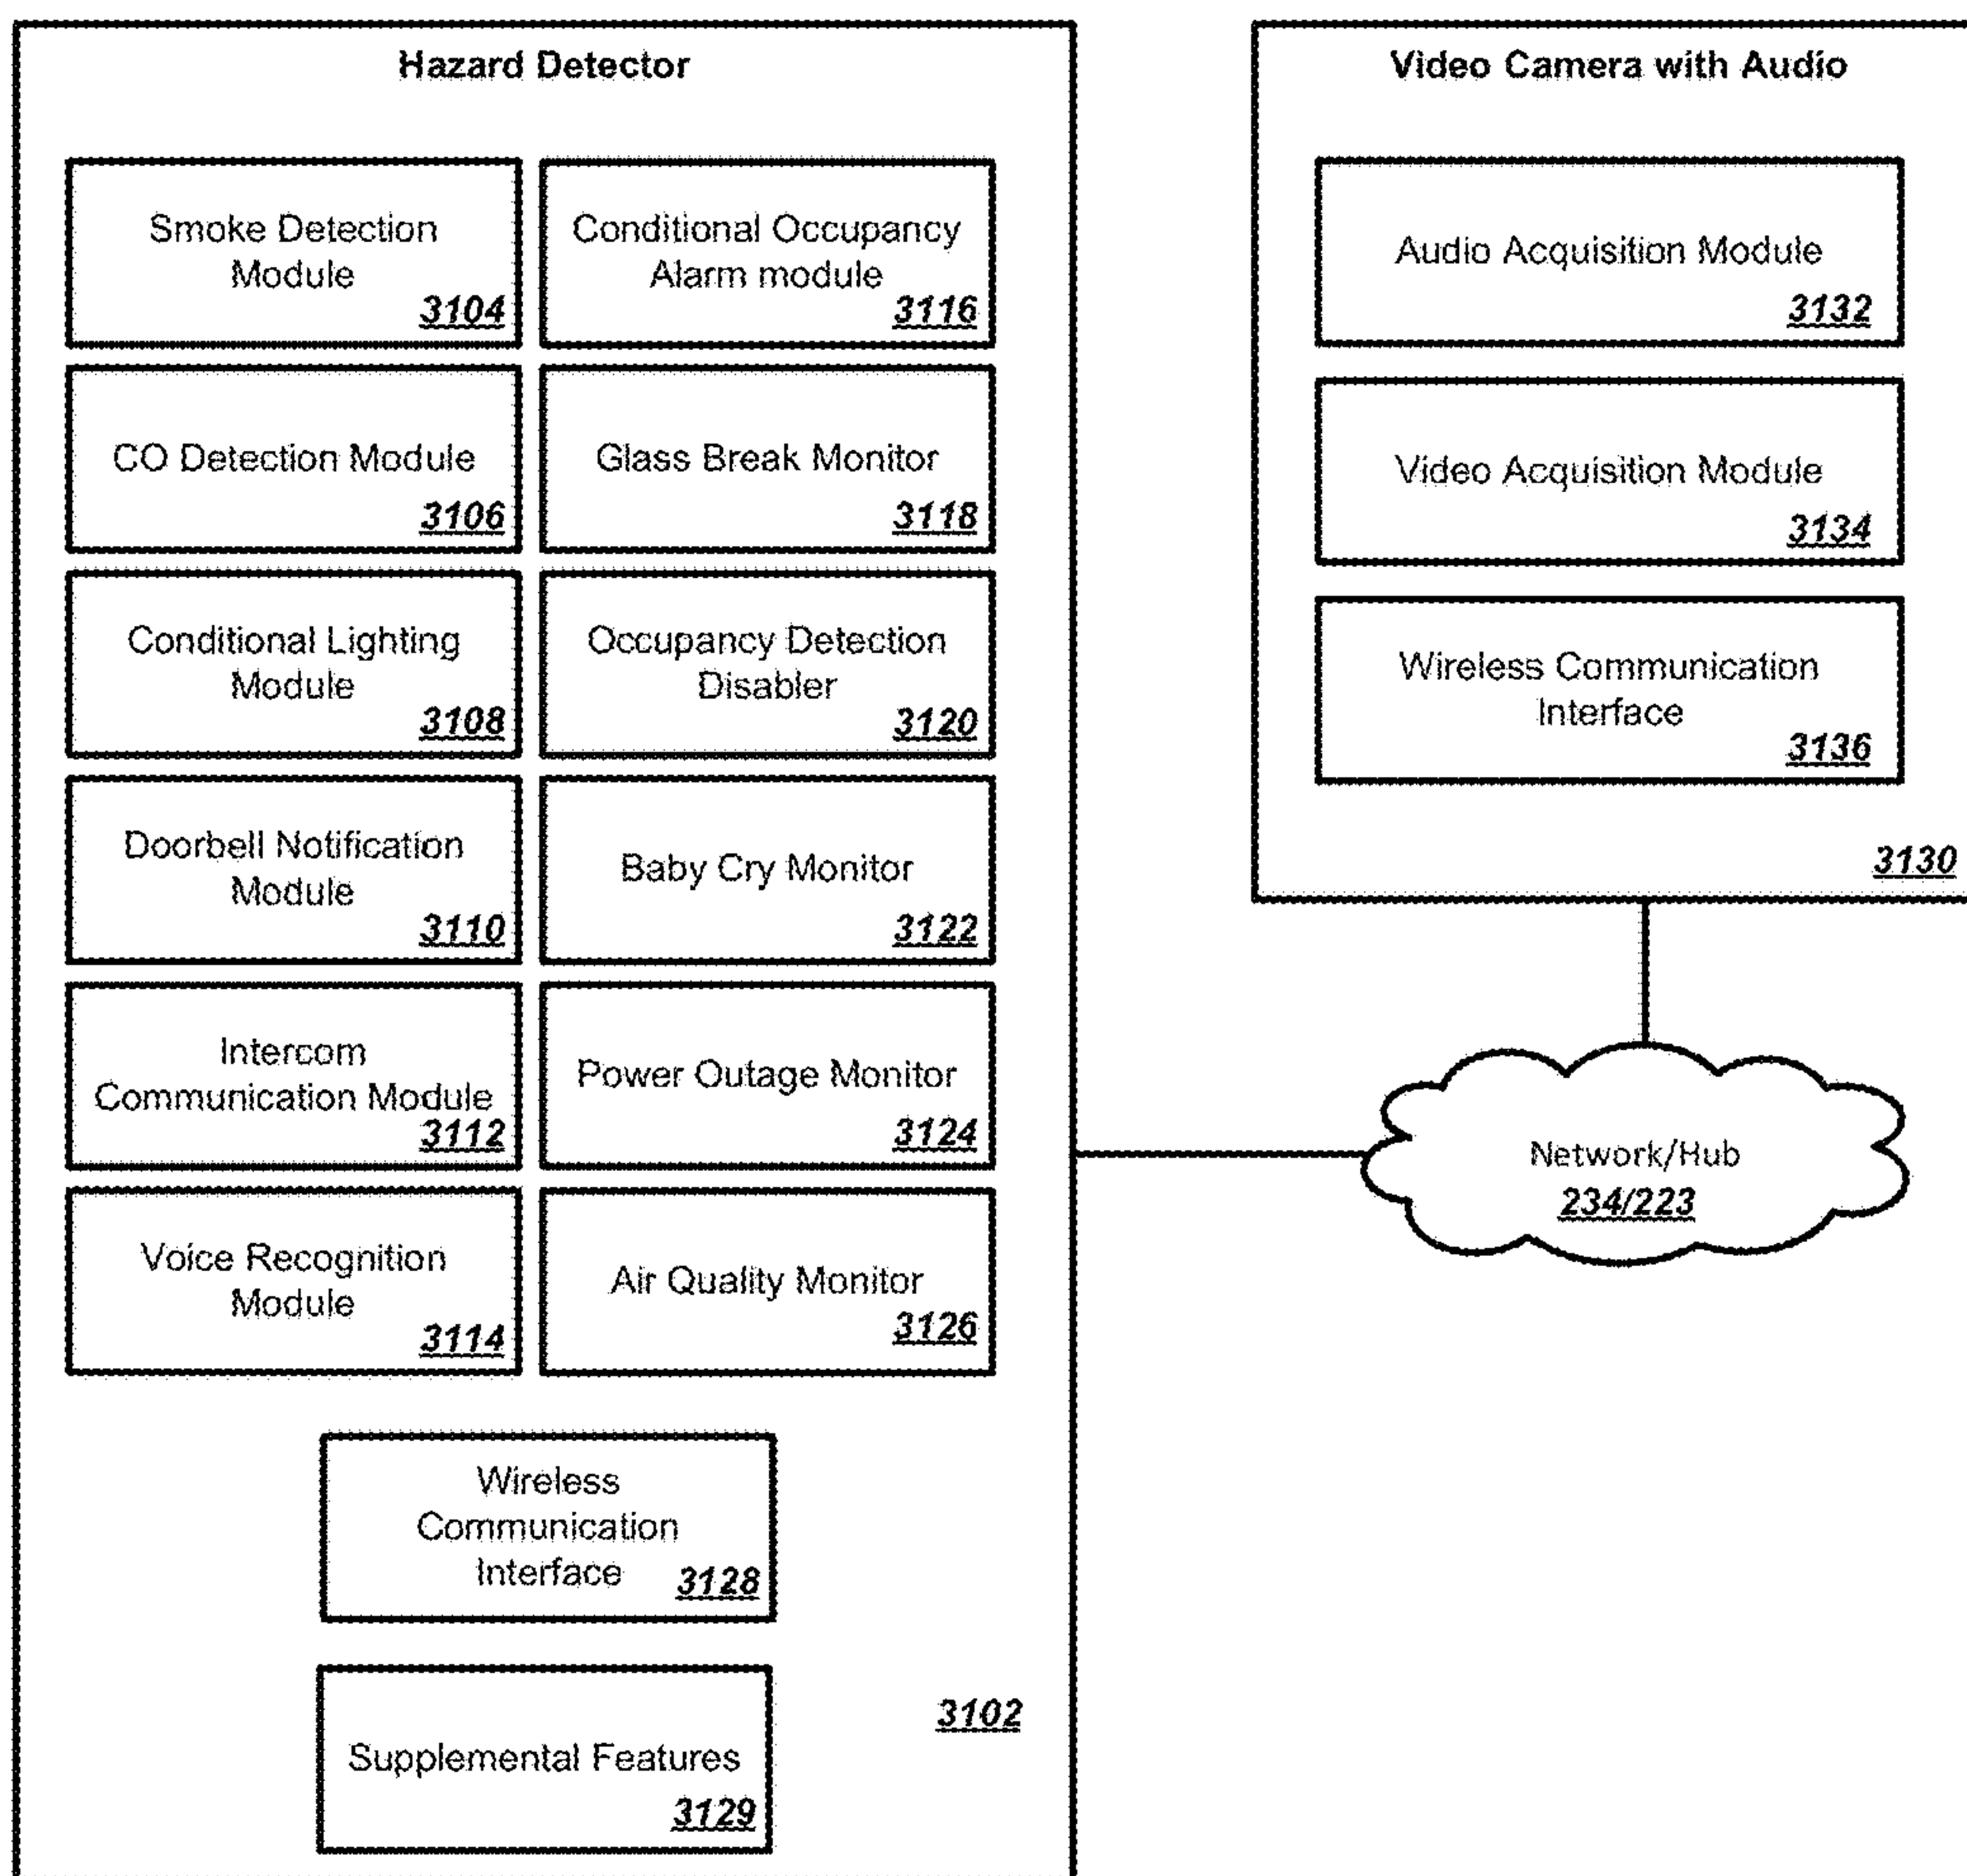 Hazard Detector
Smoke Detection
Module
3104
Conditional Occupancy
Alarm module
3116
CO Detection Module
3106
Glass Break Monitor
3118
Conditional Lighting
Module
3108
Occupancy Detection
Disabler
3120
Doorbell Notification
Module
3110
Baby Cry Monitor
3122
Intercom
Communication Module
3112
Power Outage Monitor
3124
Voice Recognition
Module
3114
Air Quality Monitor
3126
Wireless
Communication
Interface
3128
3102
Supplemental Features
3129
Video Camera with Audio
Audio Acquisition Module
3132
Video Acquisition Module
3134
Wireless Communication
Interface
3136
3130
Network/Hub
234/223